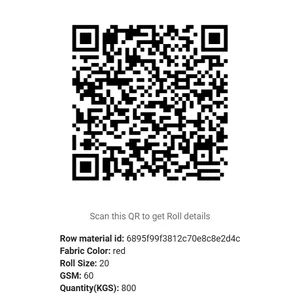 Scan this QR to get Roll details
Row material id: 6895f99f3812c70e8c8e2d4c
Fabric Color: red
Roll Size: 20
GSM: 60
Quantity(KGS): 800